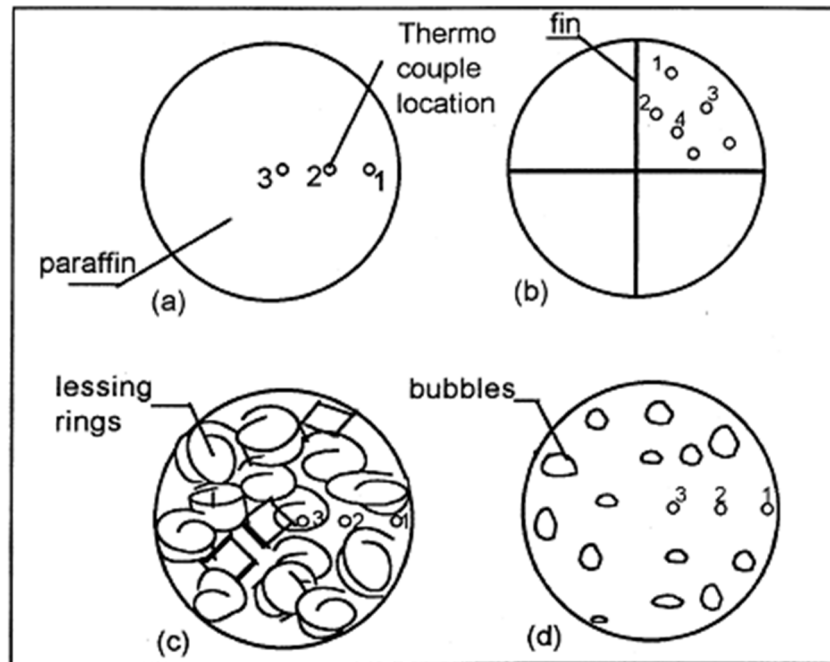 Thermo
couple
location
3 2 1
paraffin
(a)
fin
1
3
2
4
(b)
lessing
rings
3 2 1
(c)
bubbles
3 2 1
(d)